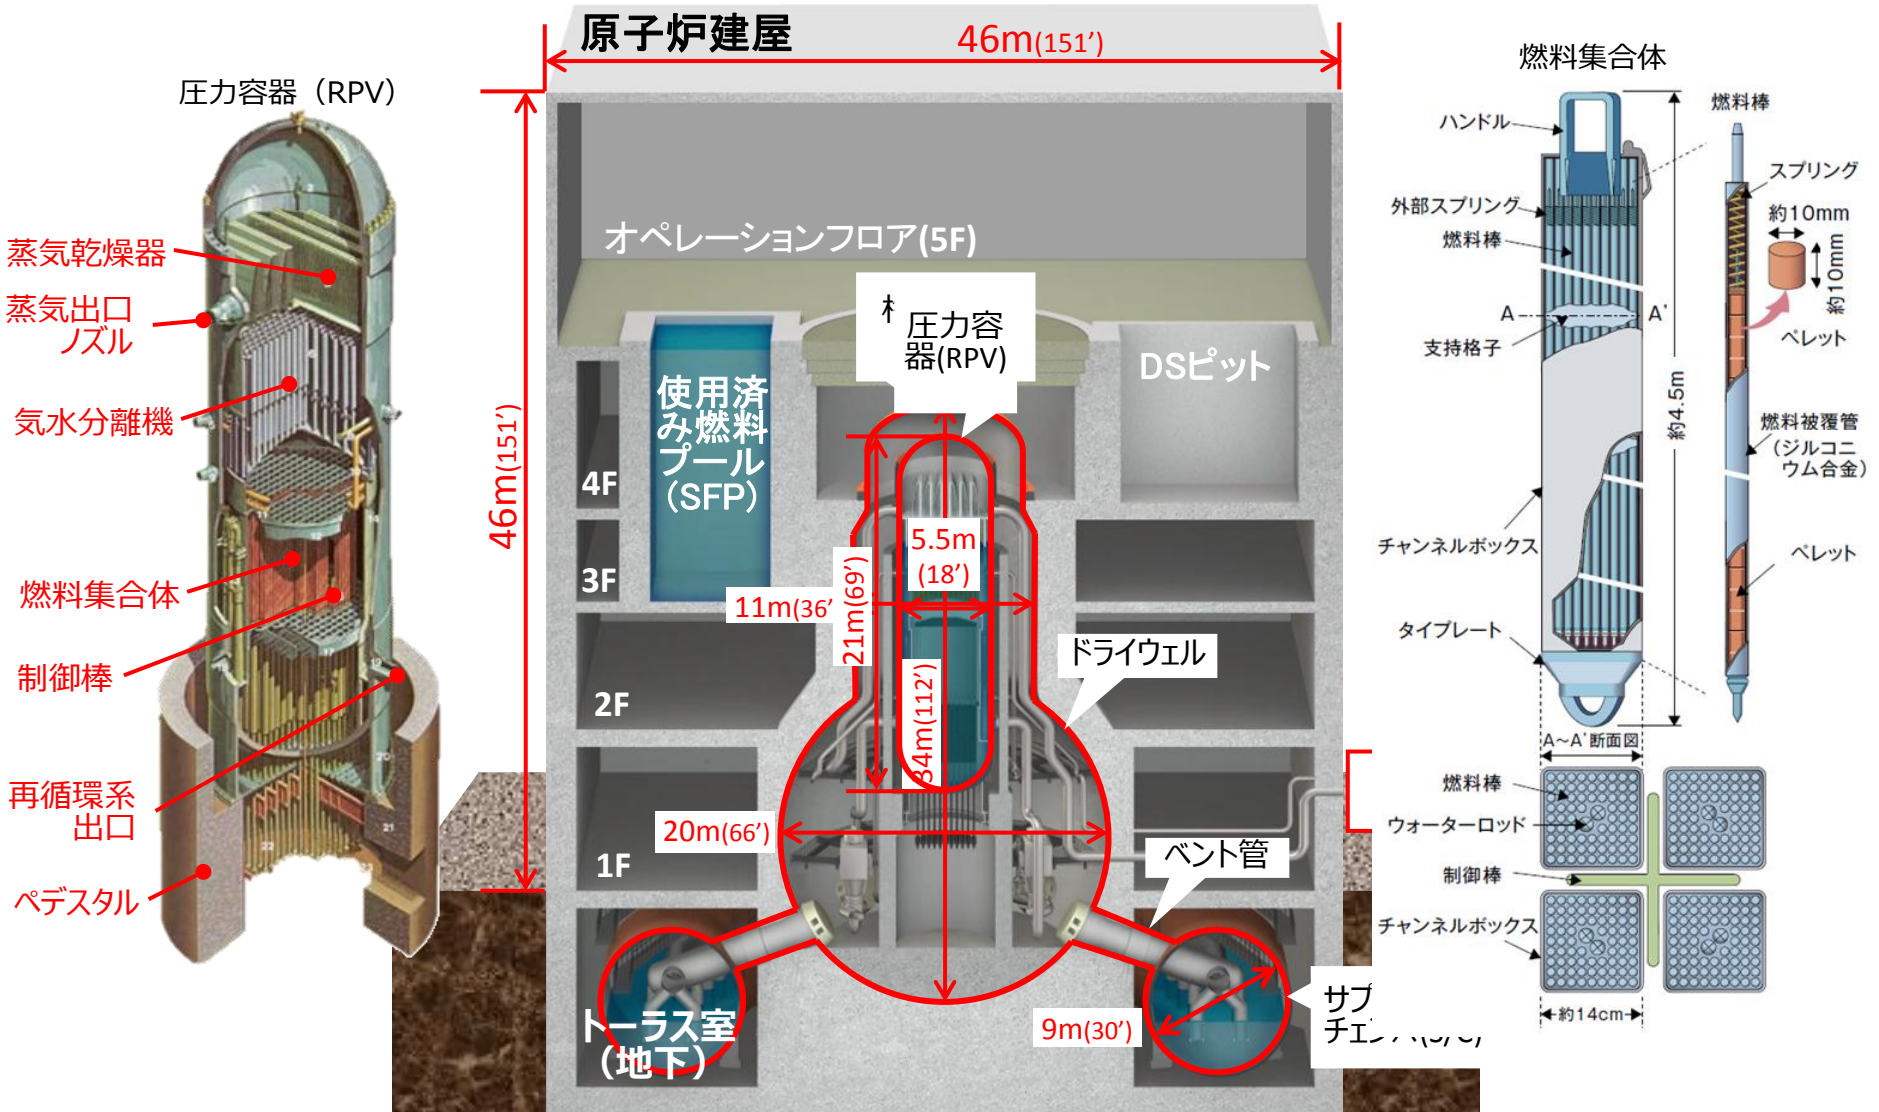 圧力容器（RPV）
蒸気乾燥器
蒸気出口
ノズル
気水分離機
燃料集合体
制御棒
再循環系
出口
ペデスタル
原子炉建屋
46m(151’)
46m(151’)
オペレーションフロア(5F)
圧力容
器(RPV)
使用済
み燃料
プール
（SFP）
DSピット
4F
3F
2F
1F
5.5m
(18’)
11m(36’
21m(69’)
34m(112’)
20m(66’)
ドライウェル
ベント管
9m(30’)
トーラス室
（地下）
サプ
燃料集合体
ハンドル
外部スプリング
燃料棒
A
A'
支持格子
チャンネルボックス
タイプレート
約4.5m
燃料棒
スプリング
約10mm
約10mm
ペレット
燃料被覆管
(ジルコニ
ウム合金)
ペレット
A～A'断面図
燃料棒
ウォーターロッド
制御棒
チャンネルボックス
約14cm